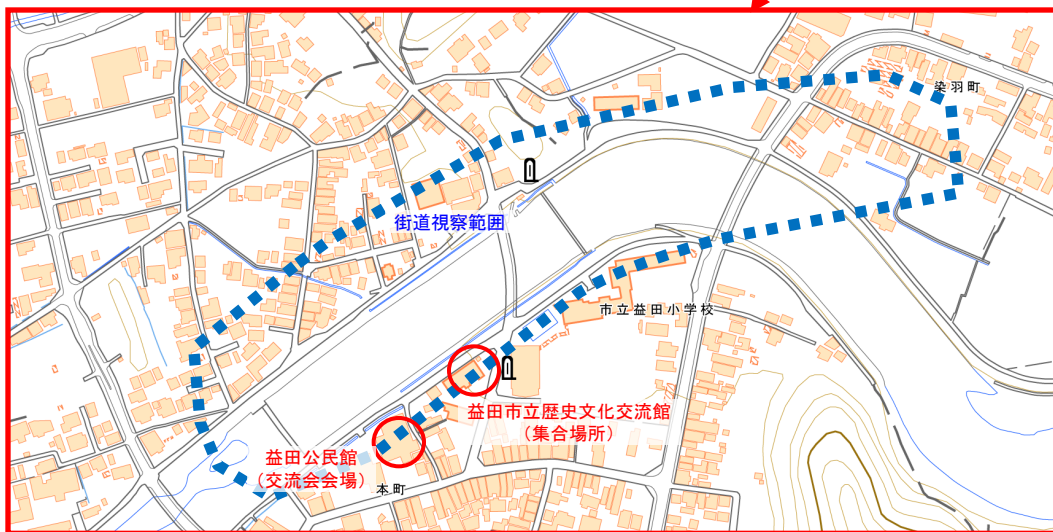 染羽町
街道視察範囲
市立益田小学校
益田市立歴史文化交流館
（集合場所）
益田公民館
（交流会会場）
本町